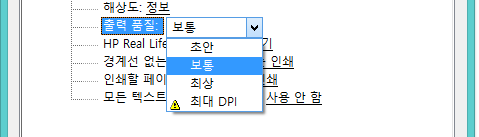 해상도: 정보
출력 품질: 보통
초안
HP Real Life
보통
경계선 없는 인쇄
최상
인쇄할 페이 인쇄
최대 DPI
모든 텍스트 사용 안 함